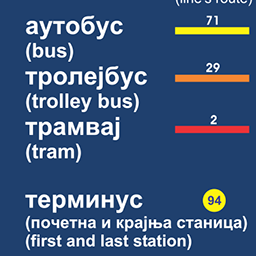 (line's route)
аутобус 71
(bus)
тролејбус 29
(trolley bus)
трамвај 2
(tram)
терминус 94
(почетна и крајња станица)
(first and last station)